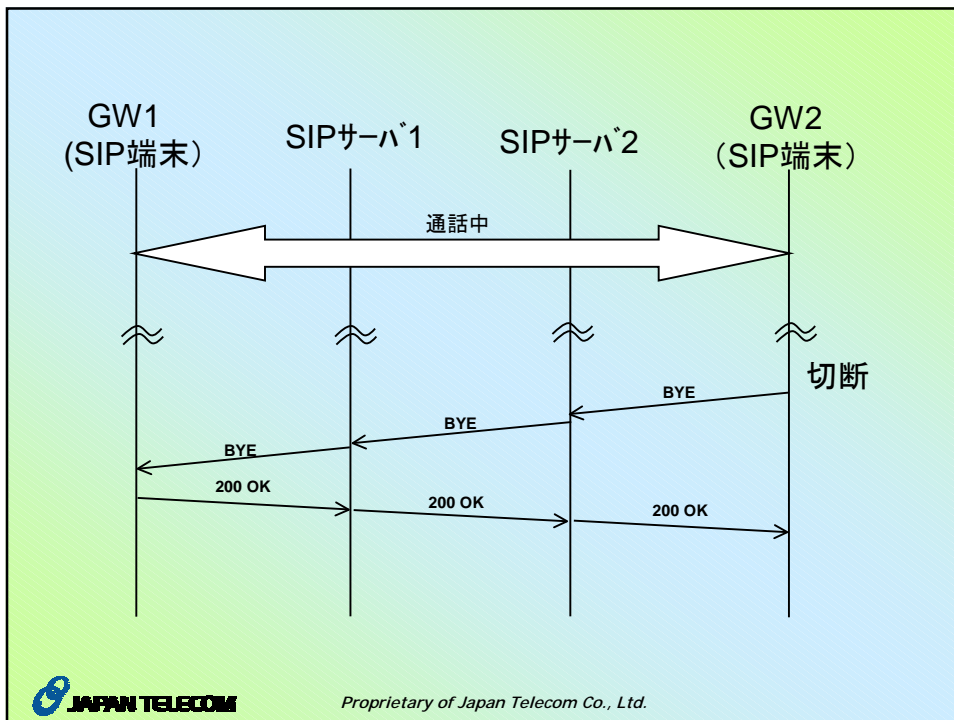 GW1
(SIP端末）
SIPｻｰﾊﾞ1
SIPｻｰﾊﾞ2
GW2
（SIP端末）
通話中
切断
BYE
BYE
BYE
200 OK
200 OK
200 OK
JAPAN TELECOM
Proprietary of Japan Telecom Co., Ltd.